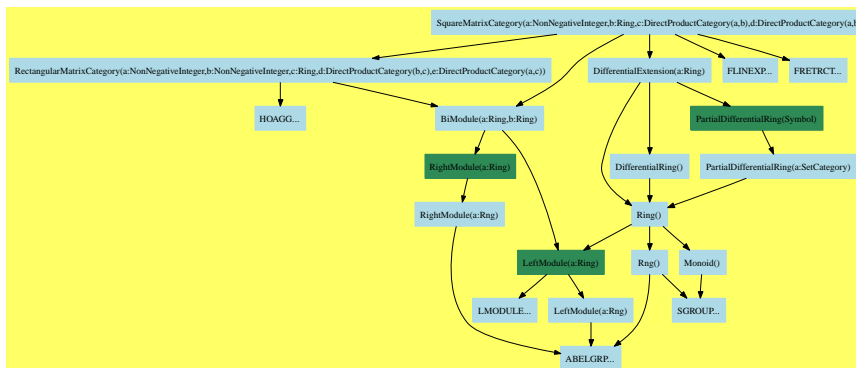 SquareMatrixCategory(a:NonNegativeInteger,b:Ring,c:DirectProductCategory(a,b),d:DirectProductCategory(a,b
RectangularMatrixCategory(a:NonNegativeInteger,b:NonNegativeInteger,c:Ring,d:DirectProductCategory(b,c),e:DirectProductCategory(a,c))
DifferentialExtension(a:Ring)
FLINEXP...
FRETRCT...
HOAGG...
BiModule(a:Ring,b:Ring)
PartialDifferentialRing(Symbol)
RightModule(a:Ring)
DifferentialRing()
PartialDifferentialRing(a:SetCategory)
RightModule(a:Rng)
Ring()
LeftModule(a:Ring)
Rng()
Monoid()
LMODULE...
LeftModule(a:Rng)
SGROUP...
ABELGRP...